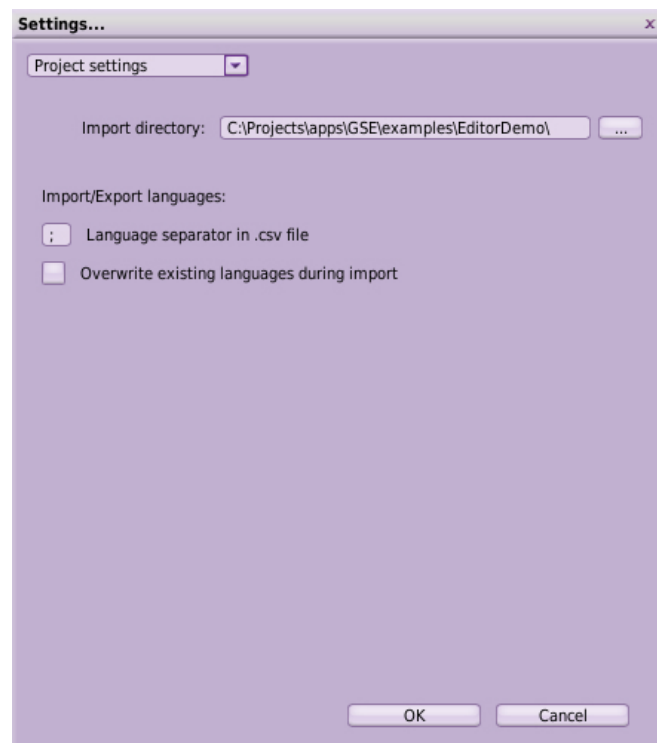 Settings... x
Project settings
Import directory: C:\Projects\apps\GSE\examples\EditorDemo\ ...
Import/Export languages:
; Language separator in .csv file
Overwrite existing languages during import
OK Cancel